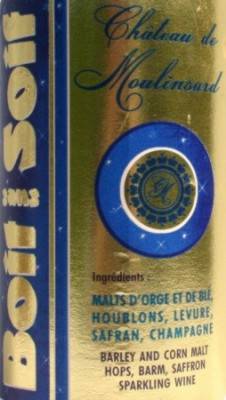 Boit sans Soif
Château de
Moulinsard
Ingrédients :
MALTS D'ORGE ET DE BLÉ,
HOUBLONS, LEVURE,
SAFRAN, CHAMPAGNE
BARLEY AND CORN MALT
HOPS, BARM, SAFFRON
SPARKLING WINE